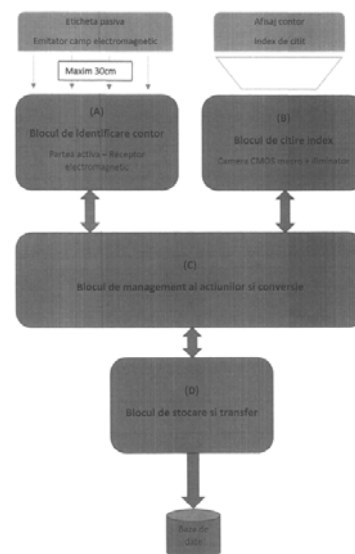 Eticheta pasiva
Emitator camp electromagnetic
Maxim 30cm
Afisaj contor
Index de citit
(A)
Blocul de identificare contor
Partea activa – Receptor
electromagnetic
(B)
Blocul de citire index
Camera CMOS micro + iluminator
(C)
Blocul de management al actiunilor si conversie
(D)
Blocul de stocare si transfer
Baza de
date